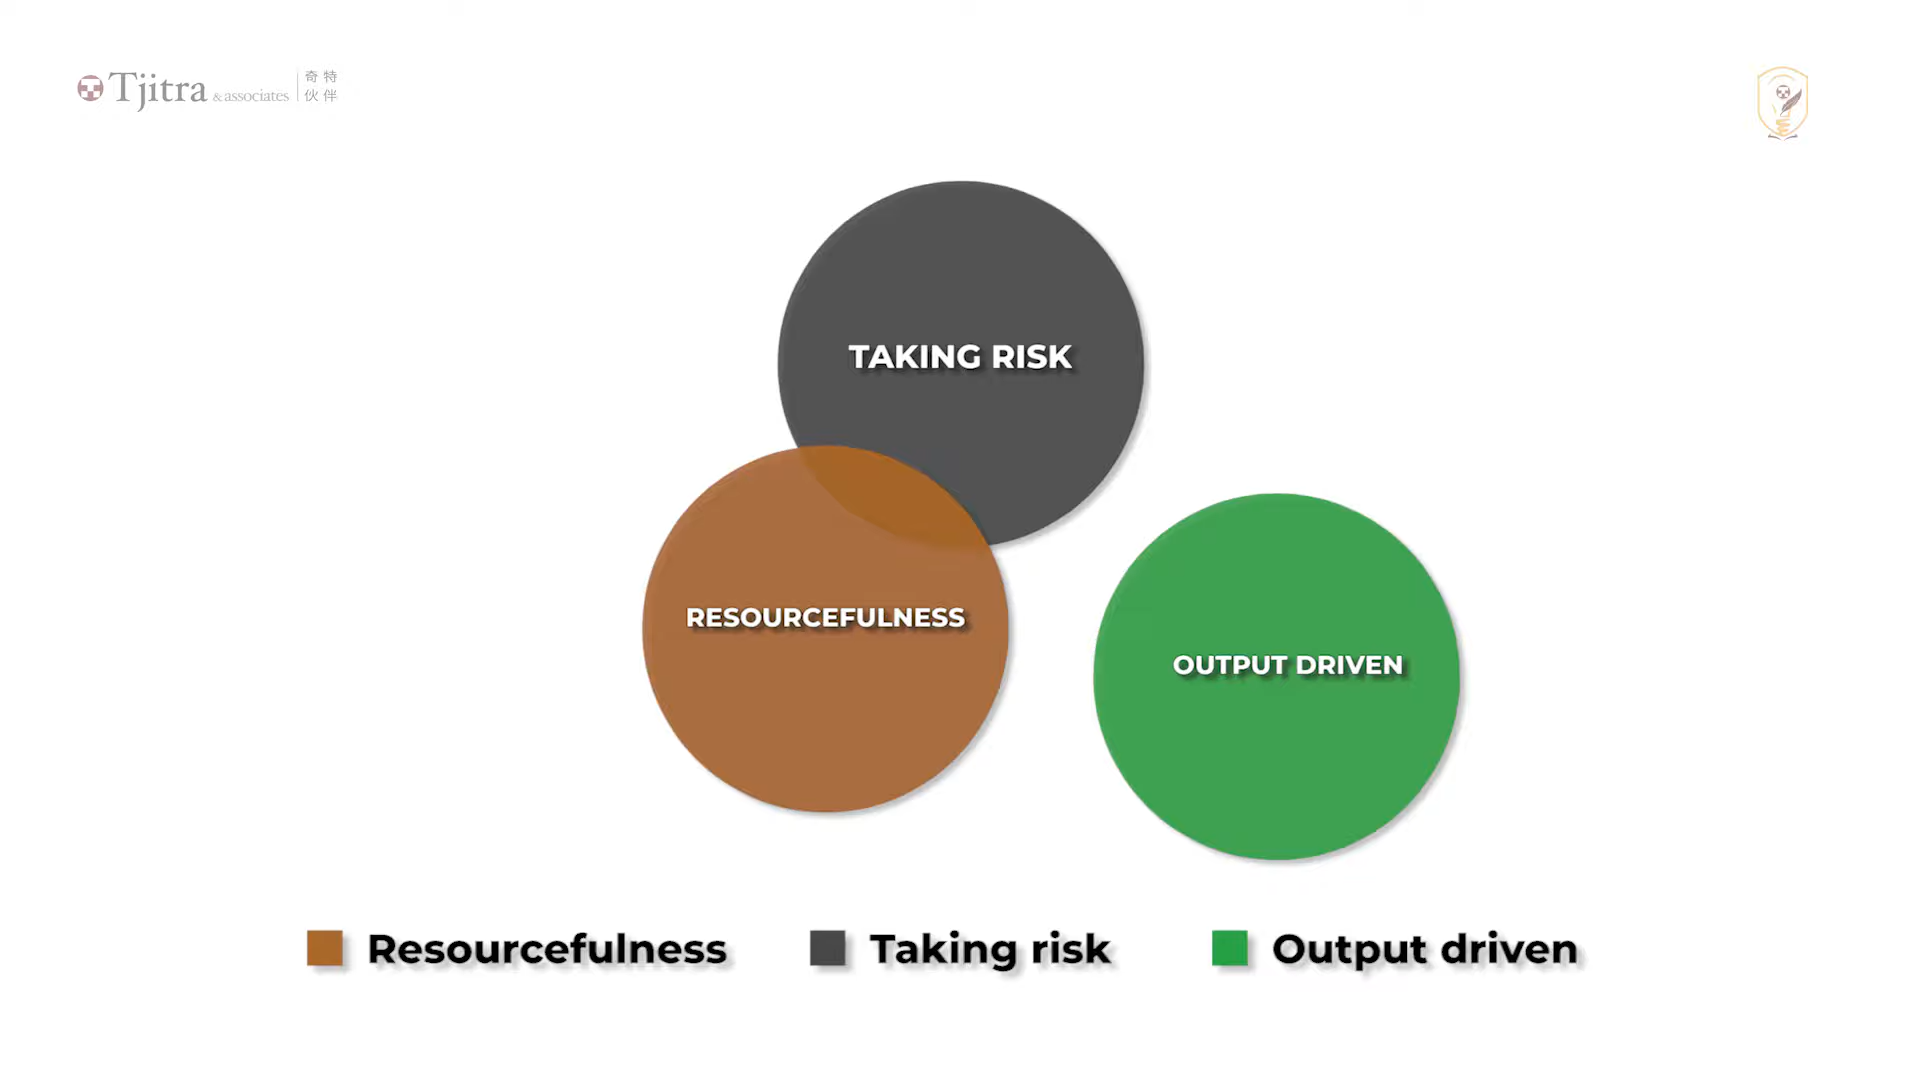 Tjitra & associates
奇特
伙伴
TAKING RISK
RESOURCEFULNESS
OUTPUT DRIVEN
Resourcefulness
Taking risk
Output driven